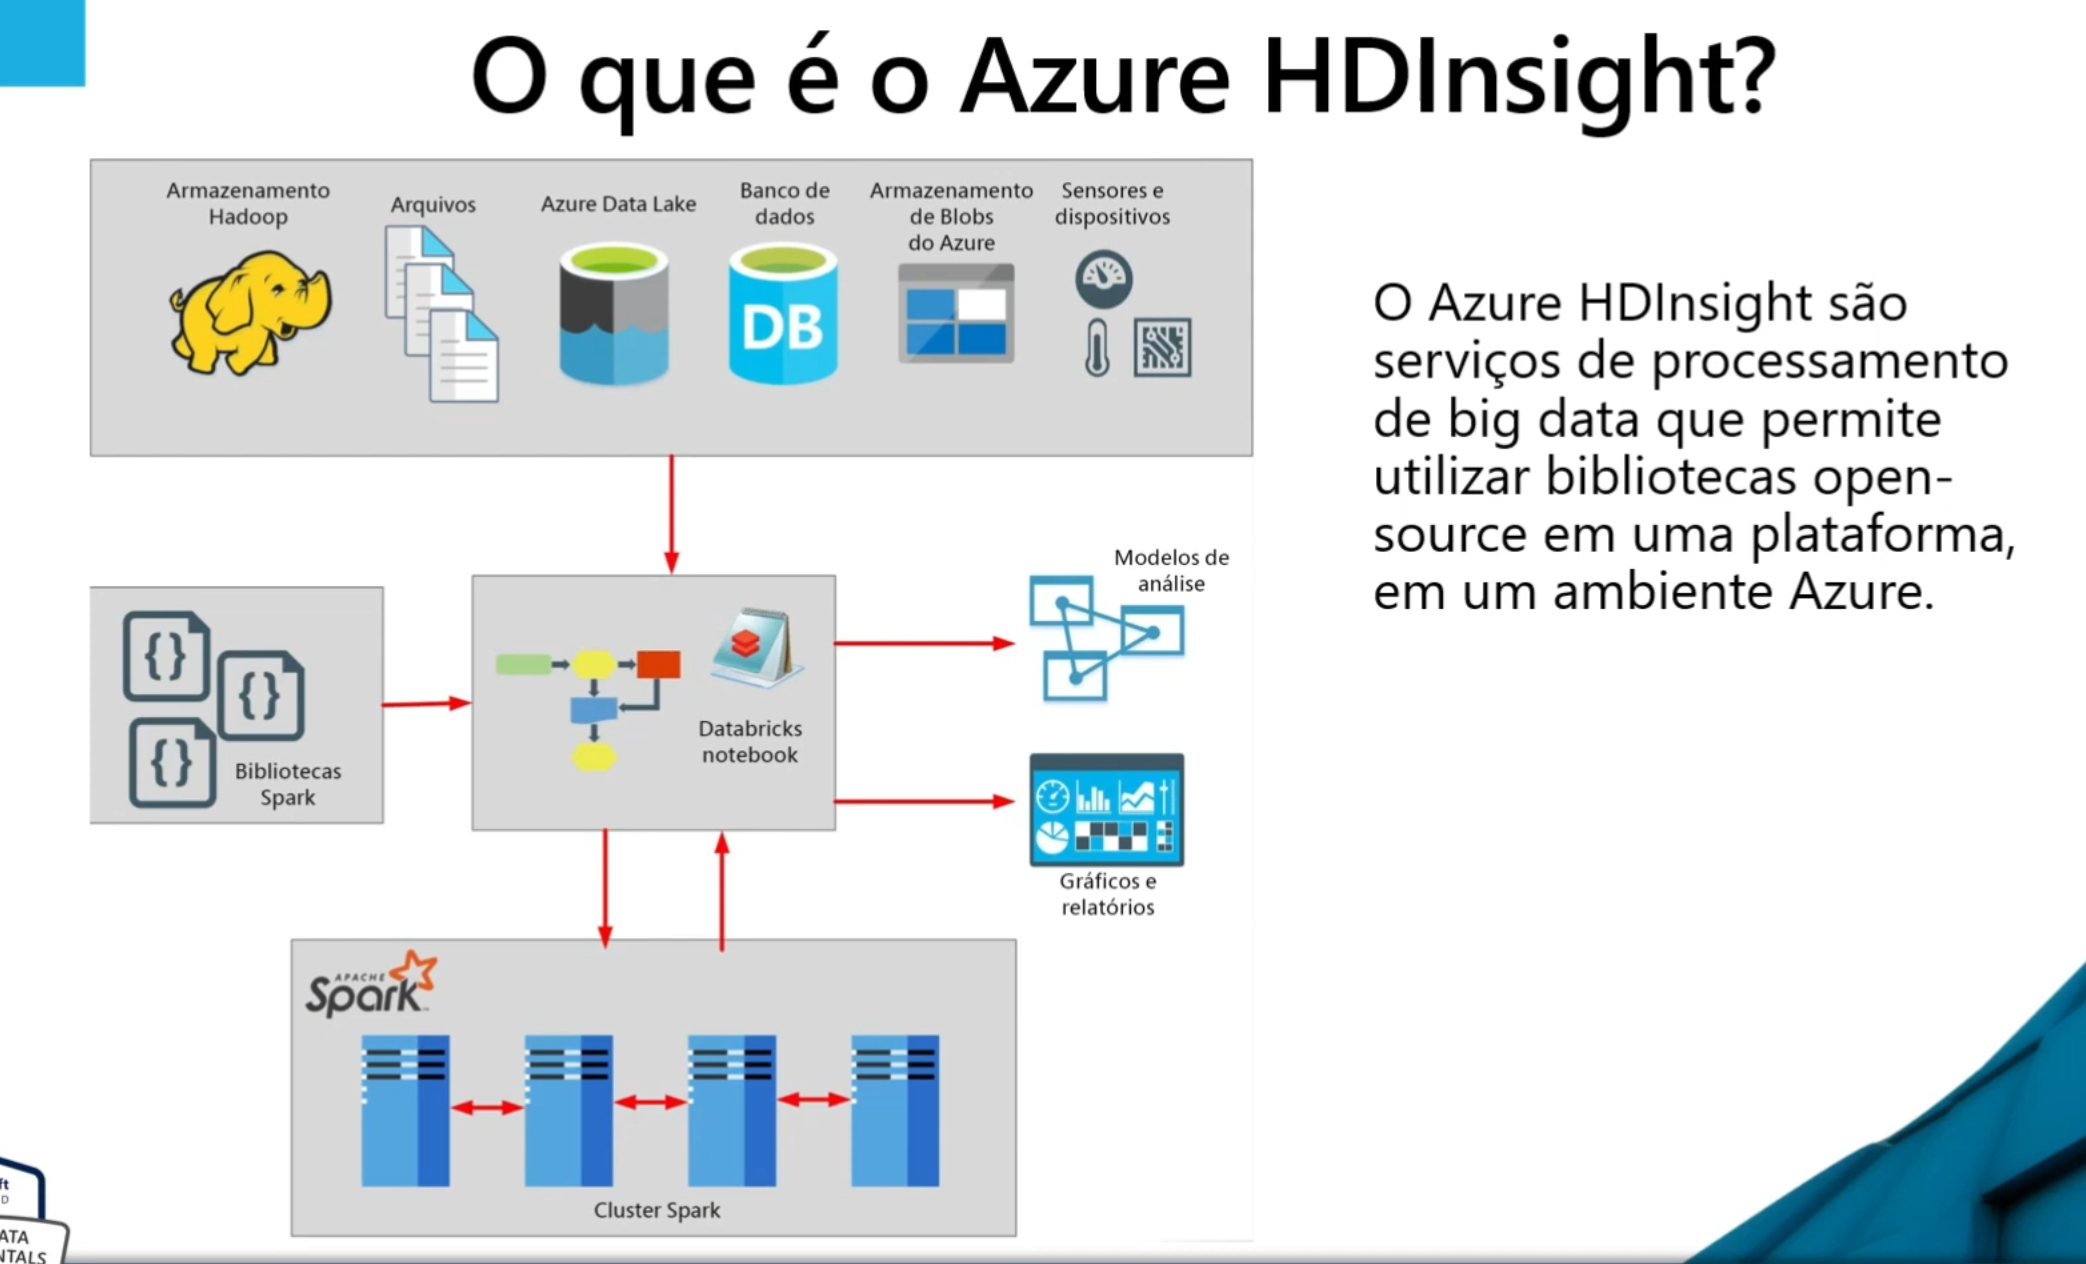 O que é o Azure HDInsight?
Armazenamento
Hadoop
Arquivos
Azure Data Lake
Banco de
dados
Armazenamento
de Blobs
do Azure
Sensores e
dispositivos
DB
O Azure HDInsight são
serviços de processamento
de big data que permite
utilizar bibliotecas open-
source em uma plataforma,
em um ambiente Azure.
{}
{}
{}
Bibliotecas
Spark
Databricks
notebook
Modelos de
análise
Gráficos e
relatórios
APACHE
Spark
Cluster Spark
ft
D
ATA
NTALS